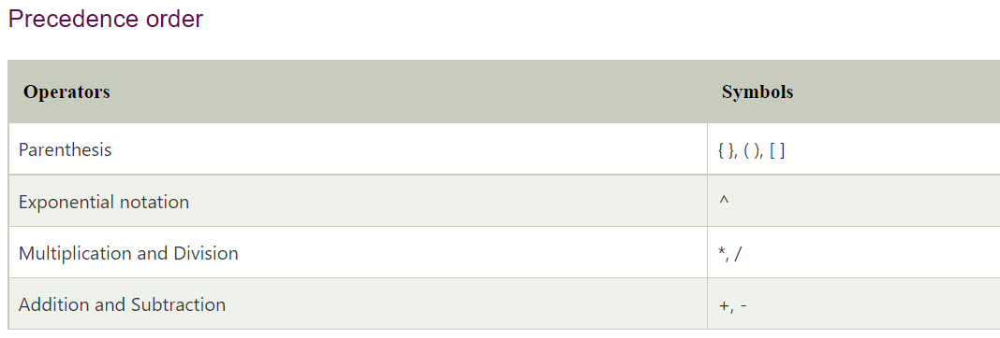 Precedence order
Operators Symbols
Parenthesis { }, ( ), [ ]
Exponential notation ^
Multiplication and Division *, /
Addition and Subtraction +, -